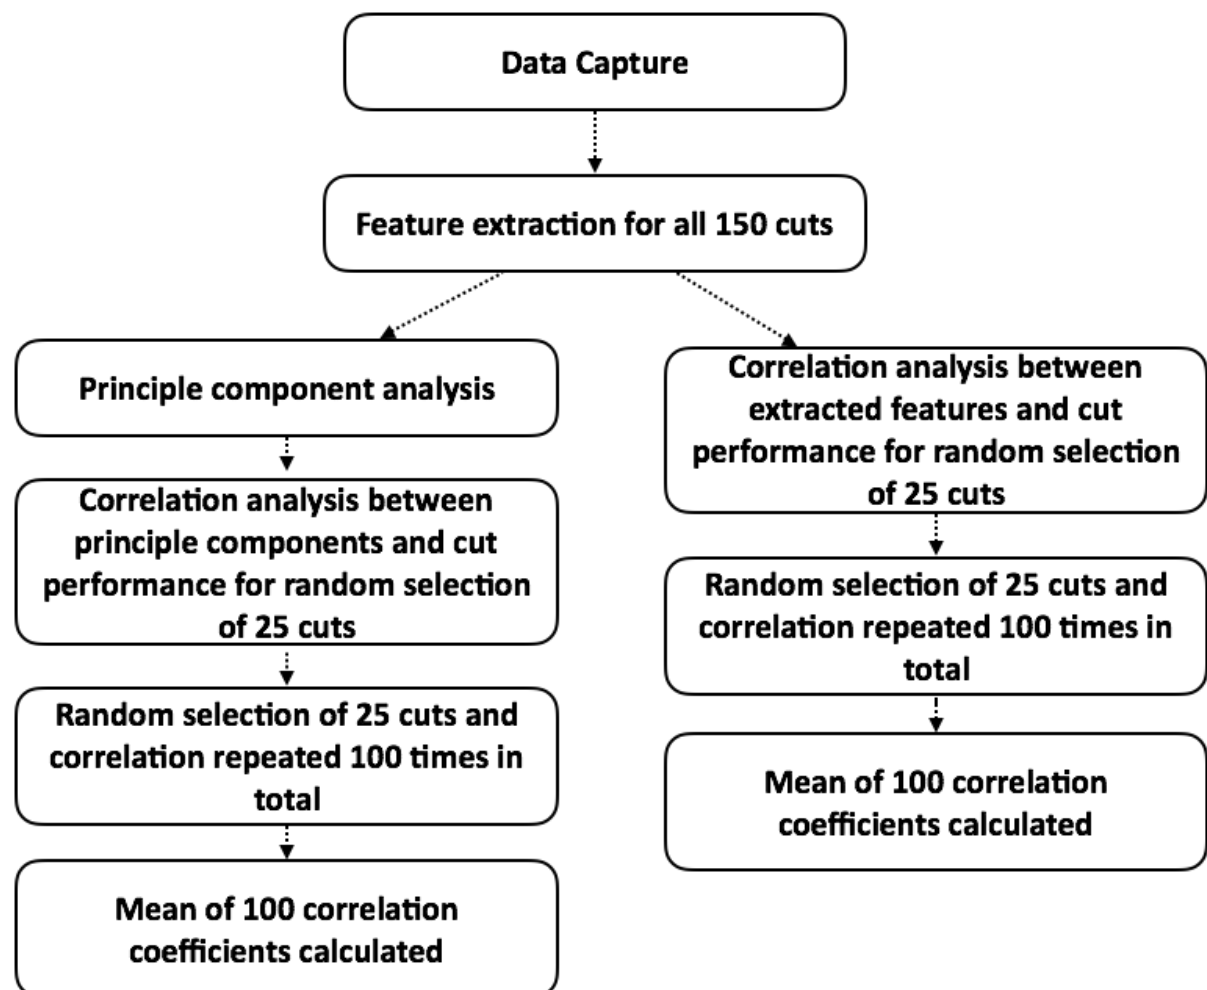 Data Capture
Feature extraction for all 150 cuts
Principle component analysis
Correlation analysis between
principle components and cut
performance for random selection
of 25 cuts
Random selection of 25 cuts and
correlation repeated 100 times in
total
Mean of 100 correlation
coefficients calculated
Correlation analysis between
extracted features and cut
performance for random selection
of 25 cuts
Random selection of 25 cuts and
correlation repeated 100 times in
total
Mean of 100 correlation
coefficients calculated